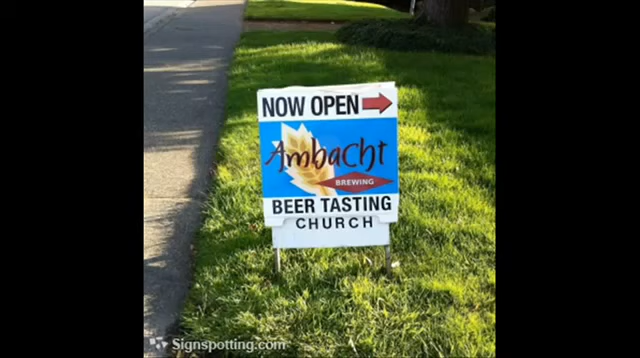 NOW OPEN
Ambacht
BREWING
BEER TASTING
CHURCH
Signspotting.com